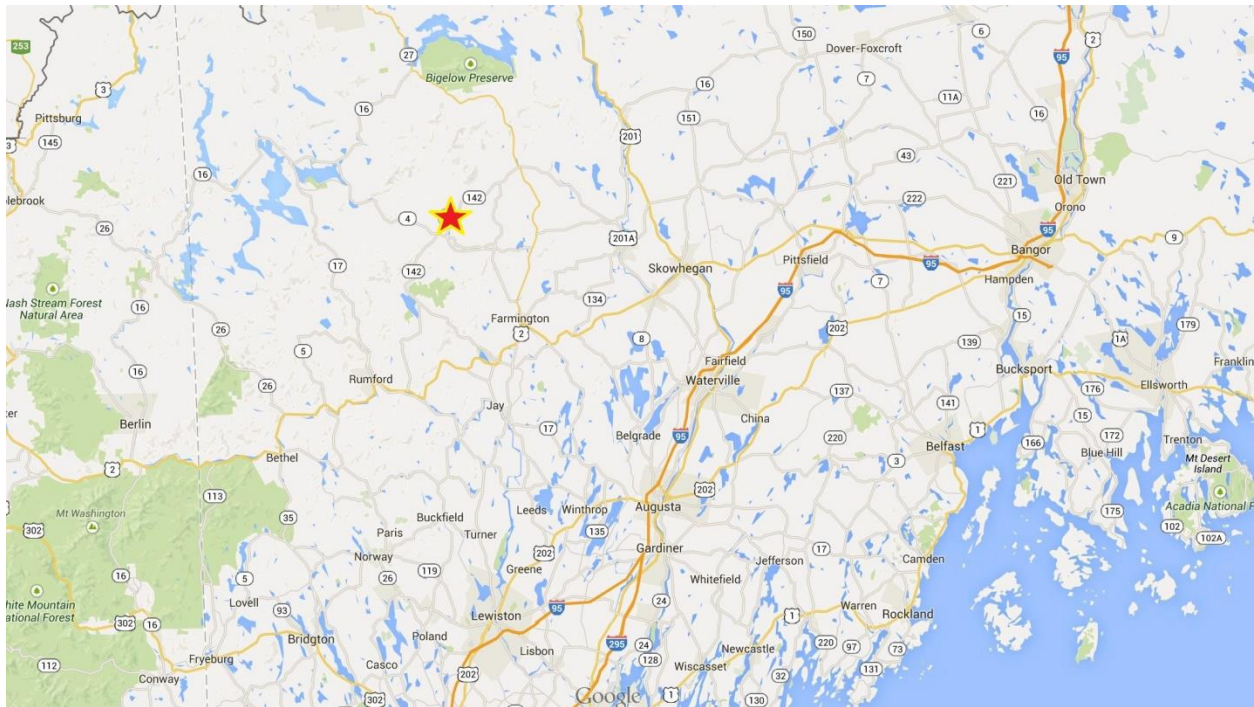 150
6
2
253
27
Dover-Foxcroft
95
Bigelow Preserve
7
3
16
16
11A
16
Pittsburg
16
151
201
145
43
16
221
Old Town
142
222
Orono
26
4
201A
95
9
Bangor
17
Skowhegan
Pittsfield
142
95
7
Hampden
Nash Stream Forest
Natural Area
16
134
95
15
179
Farmington
2
202
26
8
139
1A
5
Fairfield
Franklin
16
Rumford
Waterville
Bucksport
26
137
176
Ellsworth
Jay
China
141
15
Berlin
17
Belgrade
95
220
Belfast
1
166
172
Trenton
Bethel
3
Blue Hill
Mt Desert
Island
2
113
202
Mt Washington
35
Buckfield
Leeds
Winthrop
Augusta
175
Acadia National
302
Paris
Turner
135
102
102A
Norway
202
Gardiner
17
Camden
16
5
26
119
Greene
Jefferson
Whitefield
White Mountain
National Forest
Lovell
93
Lewiston
95
24
Warren
Rockland
302
16
Bridgton
Poland
1
295
24
Newcastle
220
97
73
112
Fryeburg
Casco
202
Lisbon
128
Wiscasset
131
Conway
302
Google
1
130
32